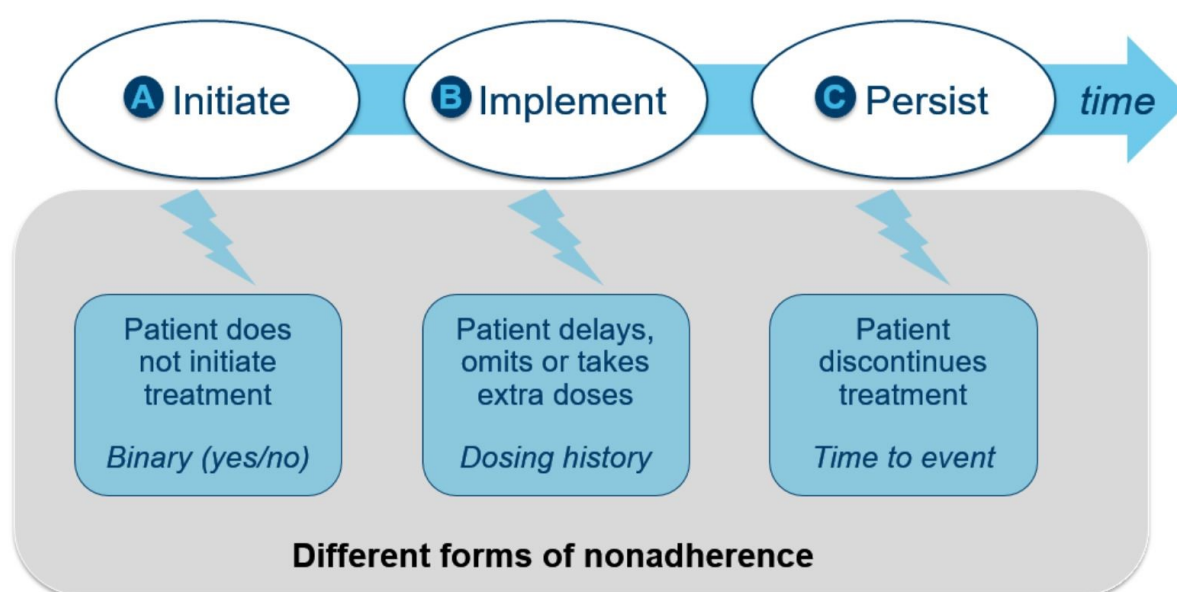 A Initiate
B Implement
C Persist
time
Patient does
not initiate
treatment
Binary (yes/no)
Patient delays,
omits or takes
extra doses
Dosing history
Patient
discontinues
treatment
Time to event
Different forms of nonadherence